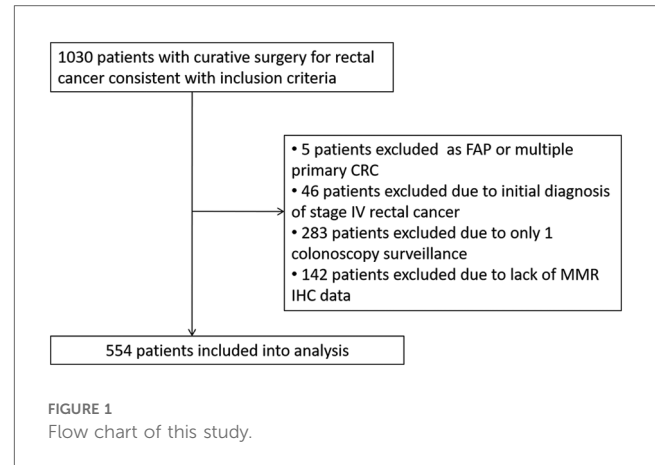 1030 patients with curative surgery for rectal
cancer consistent with inclusion criteria
• 5 patients excluded as FAP or multiple
primary CRC
• 46 patients excluded due to initial diagnosis
of stage IV rectal cancer
• 283 patients excluded due to only 1
colonoscopy surveillance
• 142 patients excluded due to lack of MMR
IHC data
554 patients included into analysis
FIGURE 1
Flow chart of this study.